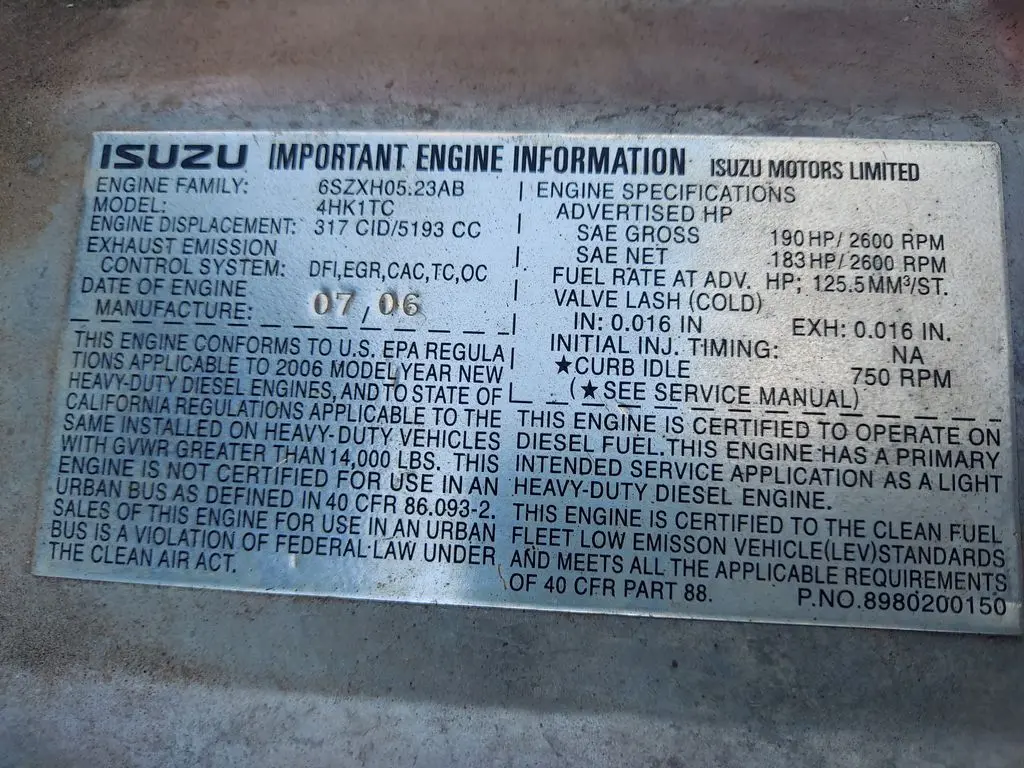 ISUZU IMPORTANT ENGINE INFORMATION ISUZU MOTORS LIMITED
ENGINE FAMILY: 6SZXH05.23AB
MODEL: 4HK1TC
ENGINE DISPLACEMENT: 317 CID/5193 CC
EXHAUST EMISSION
CONTROL SYSTEM: DFI,EGR,CAC,TC,OC
DATE OF ENGINE
MANUFACTURE: 07/06
THIS ENGINE CONFORMS TO U.S. EPA REGULA
TIONS APPLICABLE TO 2006 MODEL YEAR NEW
HEAVY-DUTY DIESEL ENGINES, AND TO STATE OF
CALIFORNIA REGULATIONS APPLICABLE TO THE
SAME INSTALLED ON HEAVY-DUTY VEHICLES
WITH GVWR GREATER THAN 14,000 LBS. THIS
ENGINE IS NOT CERTIFIED FOR USE IN AN
URBAN BUS AS DEFINED IN 40 CFR 86.093-2.
SALES OF THIS ENGINE FOR USE IN AN URBAN
BUS IS A VIOLATION OF FEDERAL LAW UNDER
THE CLEAN AIR ACT.
ENGINE SPECIFICATIONS
ADVERTISED HP
SAE GROSS 190 HP/ 2600 RPM
SAE NET 183 HP/ 2600 RPM
FUEL RATE AT ADV. HP; 125.5MM³/ST.
VALVE LASH (COLD)
IN: 0.016 IN EXH: 0.016 IN.
INITIAL INJ. TIMING: NA
★CURB IDLE 750 RPM
(★SEE SERVICE MANUAL)
THIS ENGINE IS CERTIFIED TO OPERATE ON
DIESEL FUEL. THIS ENGINE HAS A PRIMARY
INTENDED SERVICE APPLICATION AS A LIGHT
HEAVY-DUTY DIESEL ENGINE.
THIS ENGINE IS CERTIFIED TO THE CLEAN FUEL
FLEET LOW EMISSON VEHICLE(LEV)STANDARDS
AND MEETS ALL THE APPLICABLE REQUIREMENTS
OF 40 CFR PART 88.
P.NO.8980200150